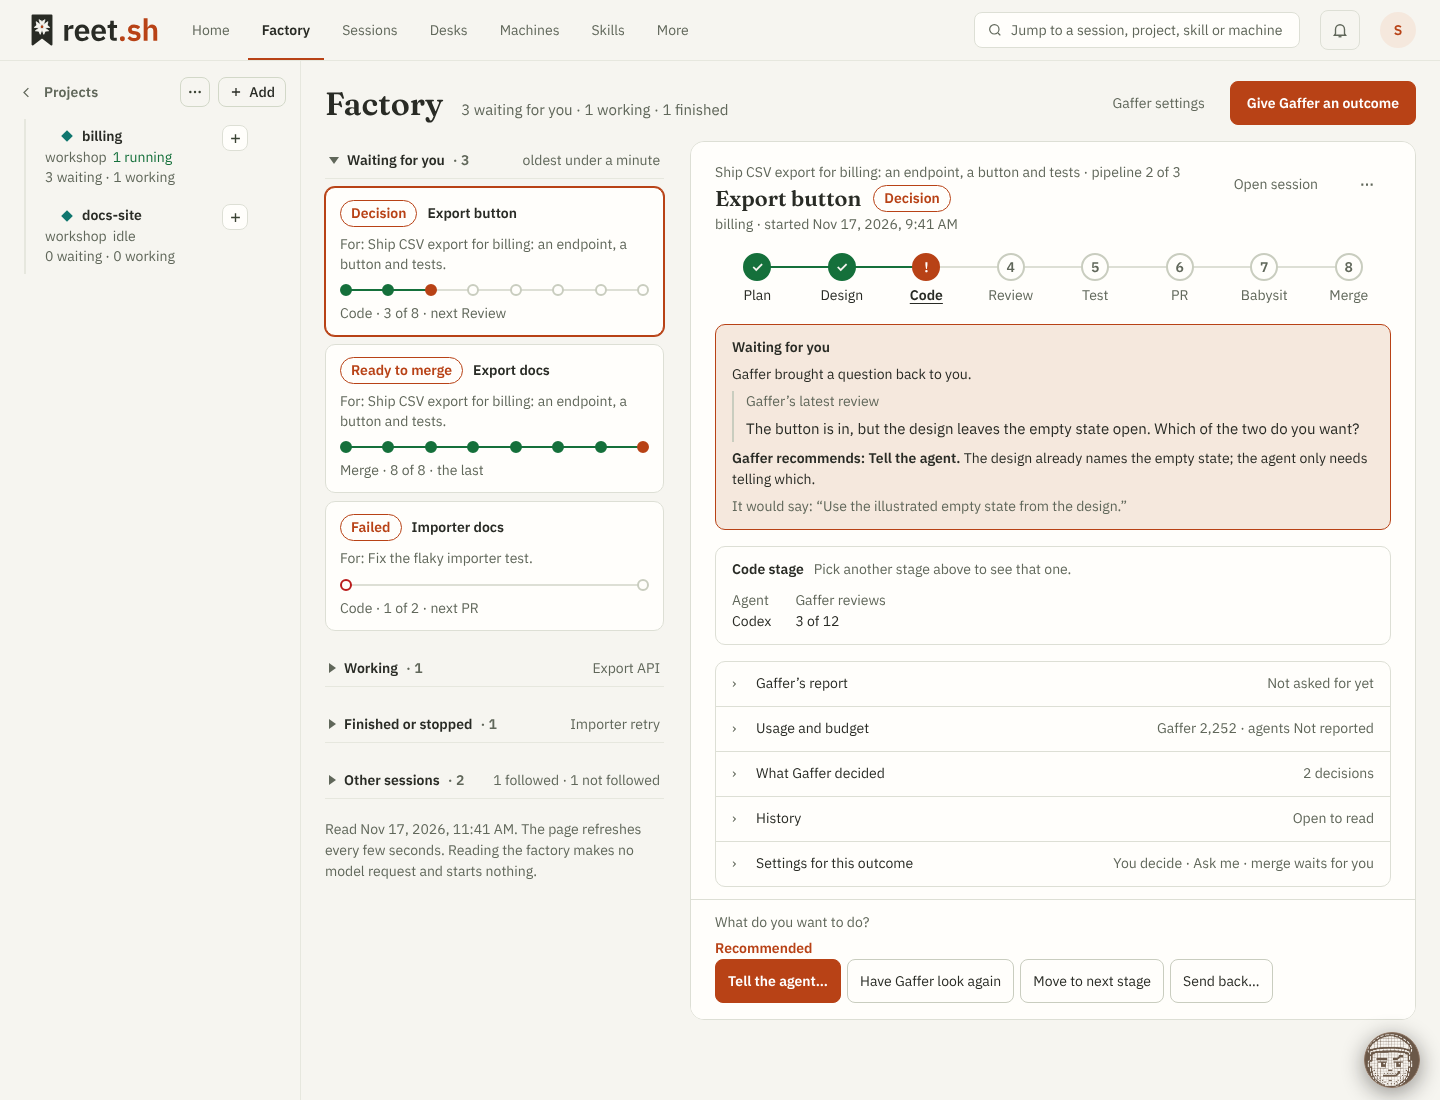 reet.sh
Home
Factory
Sessions
Desks
Machines
Skills
More
Jump to a session, project, skill or machine
S
Projects
···
+ Add
billing
+
workshop 1 running
3 waiting · 1 working
docs-site
+
workshop idle
0 waiting · 0 working
Factory
3 waiting for you · 1 working · 1 finished
Gaffer settings
Give Gaffer an outcome
Waiting for you · 3
oldest under a minute
Decision
Export button
For: Ship CSV export for billing: an endpoint, a
button and tests.
Code · 3 of 8 · next Review
Ready to merge
Export docs
For: Ship CSV export for billing: an endpoint, a
button and tests.
Merge · 8 of 8 · the last
Failed
Importer docs
For: Fix the flaky importer test.
Code · 1 of 2 · next PR
Working · 1
Export API
Finished or stopped · 1
Importer retry
Other sessions · 2
1 followed · 1 not followed
Read Nov 17, 2026, 11:41 AM. The page refreshes
every few seconds. Reading the factory makes no
model request and starts nothing.
Ship CSV export for billing: an endpoint, a button and tests · pipeline 2 of 3
Export button
Decision
billing · started Nov 17, 2026, 9:41 AM
Open session
···
! 4 5 6 7 8
Plan Design Code Review Test PR Babysit Merge
Waiting for you
Gaffer brought a question back to you.
Gaffer’s latest review
The button is in, but the design leaves the empty state open. Which of the two do you want?
Gaffer recommends: Tell the agent. The design already names the empty state; the agent only needs
telling which.
It would say: “Use the illustrated empty state from the design.”
Code stage Pick another stage above to see that one.
Agent Gaffer reviews
Codex 3 of 12
› Gaffer’s report Not asked for yet
› Usage and budget Gaffer 2,252 · agents Not reported
› What Gaffer decided 2 decisions
› History Open to read
› Settings for this outcome You decide · Ask me · merge waits for you
What do you want to do?
Recommended
Tell the agent…
Have Gaffer look again
Move to next stage
Send back…